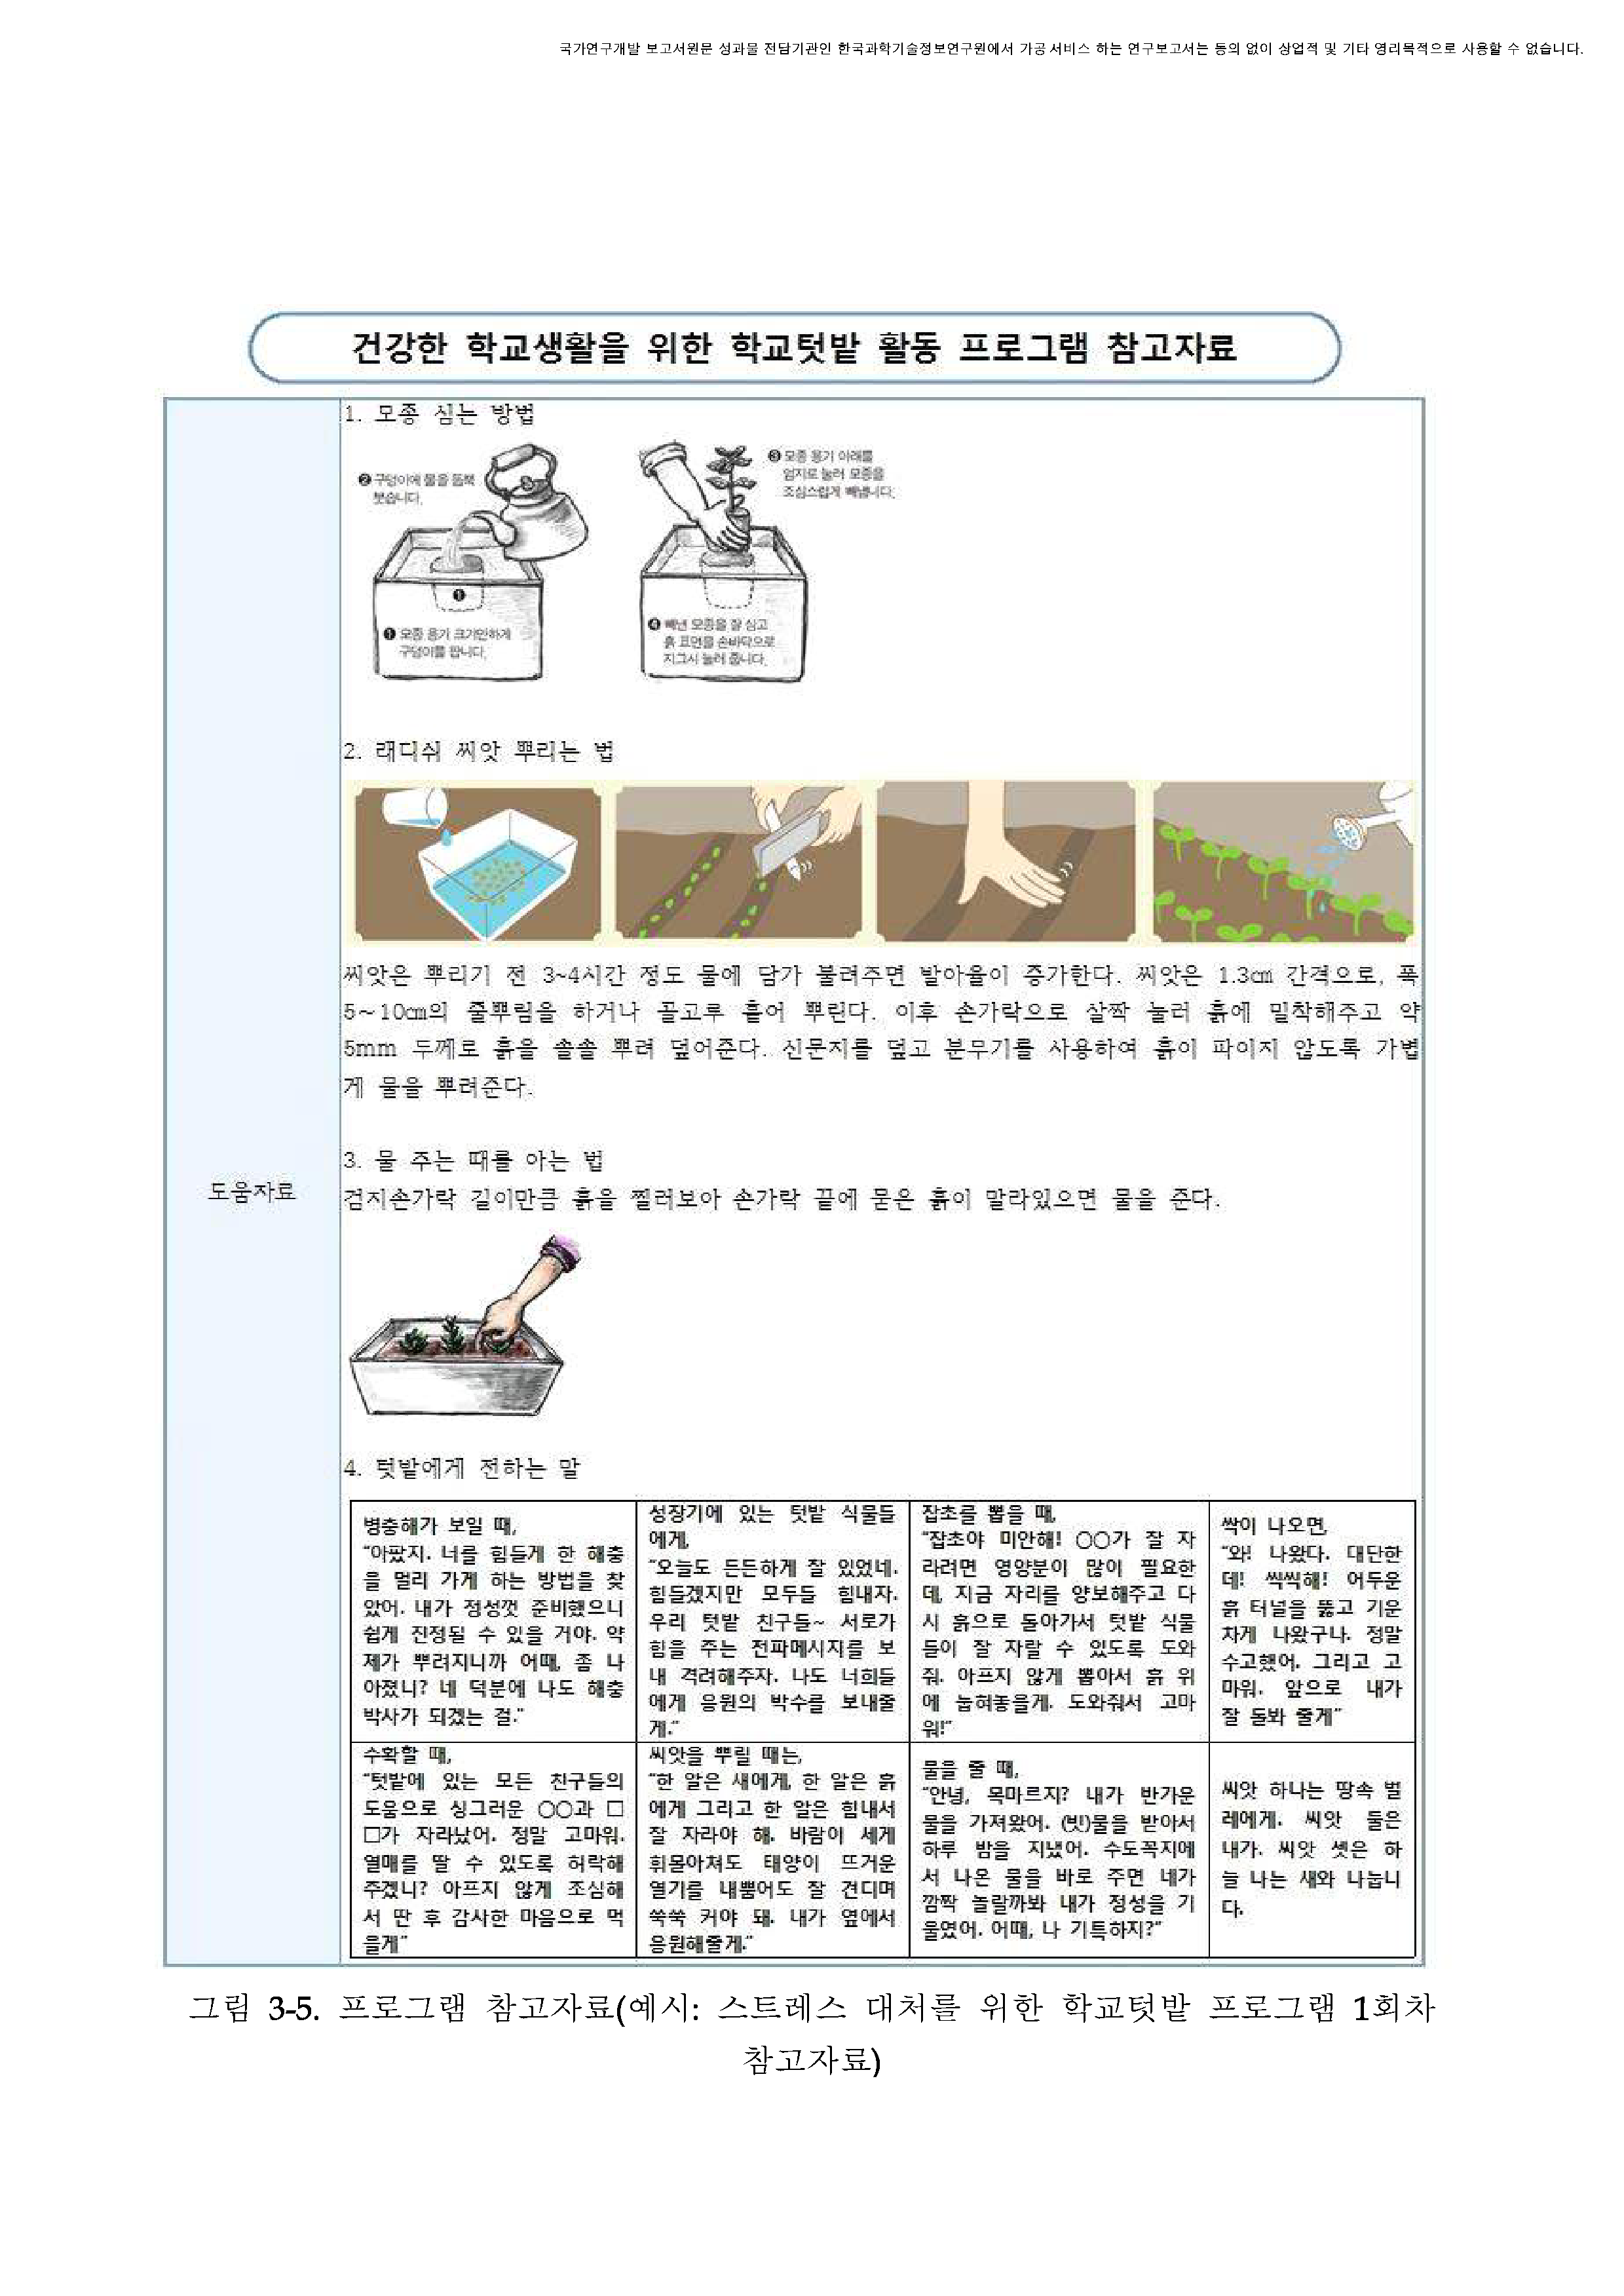 국가연구개발 보고서원문 성과물 전담기관인 한국과학기술정보연구원에서 가공·서비스 하는 연구보고서는 동의 없이 상업적 및 기타 영리목적으로 사용할 수 없습니다.
건강한 학교생활을 위한 학교텃밭 활동 프로그램 참고자료
도움자료
1. 모종 심는 방법
❷ 구덩이에 물을 듬뿍
붓습니다.
❶
❶ 모종 용기 크기만하게
구덩이를 팝니다.
❸ 모종 용기 아래를
엄지로 눌러 모종을
조심스럽게 빼냅니다.
❹ 빼낸 모종을 잘 심고
흙 표면을 손바닥으로
지그시 눌러 줍니다.
2. 래디쉬 씨앗 뿌리는 법
씨앗은 뿌리기 전 3~4시간 정도 물에 담가 불려주면 발아율이 증가한다. 씨앗은 1.3㎝ 간격으로, 폭
5~10㎝의 줄뿌림을 하거나 골고루 흩어 뿌린다. 이후 손가락으로 살짝 눌러 흙에 밀착해주고 약
5mm 두께로 흙을 솔솔 뿌려 덮어준다. 신문지를 덮고 분무기를 사용하여 흙이 파이지 않도록 가볍
게 물을 뿌려준다.
3. 물 주는 때를 아는 법
검지손가락 길이만큼 흙을 찔러보아 손가락 끝에 묻은 흙이 말라있으면 물을 준다.
4. 텃밭에게 전하는 말
병충해가 보일 때,
“아팠지. 너를 힘들게 한 해충
을 멀리 가게 하는 방법을 찾
았어. 내가 정성껏 준비했으니
쉽게 진정될 수 있을 거야. 약
제가 뿌려지니까 어때, 좀 나
아졌니? 네 덕분에 나도 해충
박사가 되겠는 걸.”
성장기에 있는 텃밭 식물들
에게,
“오늘도 든든하게 잘 있었네.
힘들겠지만 모두들 힘내자.
우리 텃밭 친구들~ 서로가
힘을 주는 전파메시지를 보
내 격려해주자. 나도 너희들
에게 응원의 박수를 보내줄
게.”
잡초를 뽑을 때,
“잡초야 미안해! ○○가 잘 자
라려면 영양분이 많이 필요한
데, 지금 자리를 양보해주고 다
시 흙으로 돌아가서 텃밭 식물
들이 잘 자랄 수 있도록 도와
줘. 아프지 않게 뽑아서 흙 위
에 눕혀놓을게. 도와줘서 고마
워!”
싹이 나오면,
“와! 나왔다. 대단한
데! 씩씩해! 어두운
흙 터널을 뚫고 기운
차게 나왔구나. 정말
수고했어. 그리고 고
마워. 앞으로 내가
잘 돌봐 줄게”
수확할 때,
“텃밭에 있는 모든 친구들의
도움으로 싱그러운 ○○과 □
□가 자라났어. 정말 고마워.
열매를 딸 수 있도록 허락해
주겠니? 아프지 않게 조심해
서 딴 후 감사한 마음으로 먹
을게”
씨앗을 뿌릴 때는,
“한 알은 새에게, 한 알은 흙
에게 그리고 한 알은 힘내서
잘 자라야 해. 바람이 세게
휘몰아쳐도 태양이 뜨거운
열기를 내뿜어도 잘 견디며
쑥쑥 커야 돼. 내가 옆에서
응원해줄게.”
물을 줄 때,
“안녕, 목마르지? 내가 반가운
물을 가져왔어. (빗)물을 받아서
하루 밤을 지냈어. 수도꼭지에
서 나온 물을 바로 주면 네가
깜짝 놀랄까봐 내가 정성을 기
울였어. 어때, 나 기특하지?”
씨앗 하나는 땅속 벌
레에게. 씨앗 둘은
내가. 씨앗 셋은 하
늘 나는 새와 나눕니
다.
그림 3-5. 프로그램 참고자료(예시: 스트레스 대처를 위한 학교텃밭 프로그램 1회차
참고자료)